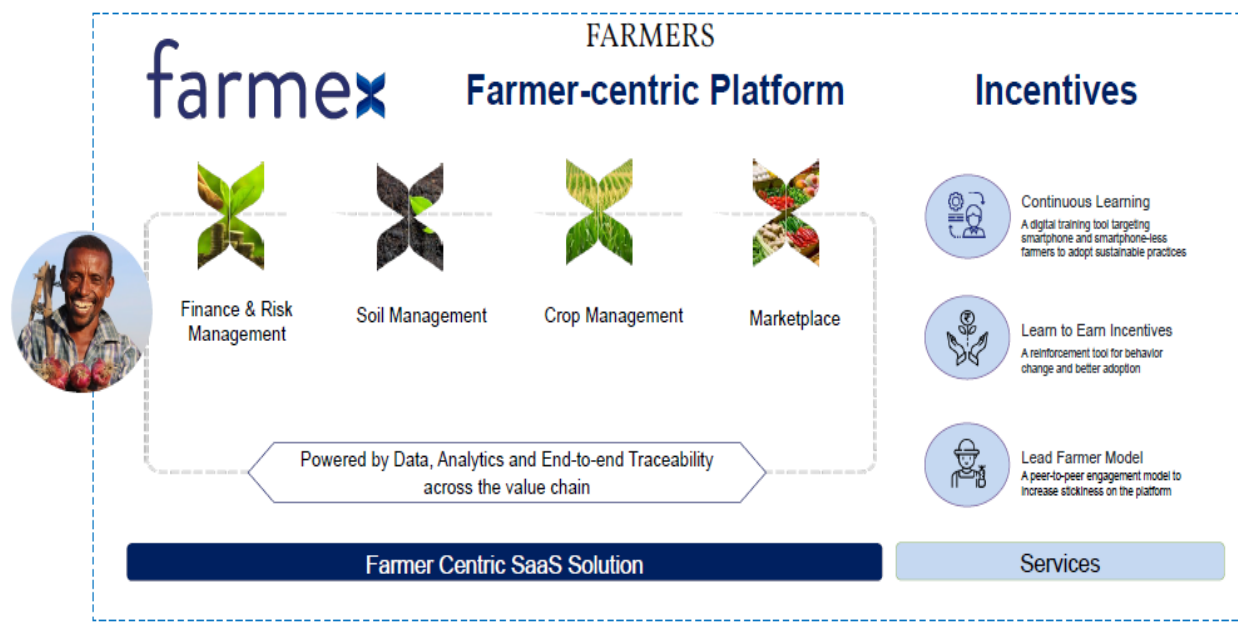 FARMERS
farmex
Farmer-centric Platform
Incentives
Finance & Risk
Management
Soil Management
Crop Management
Marketplace
Continuous Learning
A digital training tool targeting
smartphone and smartphone-less
farmers to adopt sustainable practices
Learn to Earn Incentives
A reinforcement tool for behavior
change and better adoption
Lead Farmer Model
A peer-to-peer engagement model to
increase stickiness on the platform
Powered by Data, Analytics and End-to-end Traceability
across the value chain
Farmer Centric SaaS Solution
Services